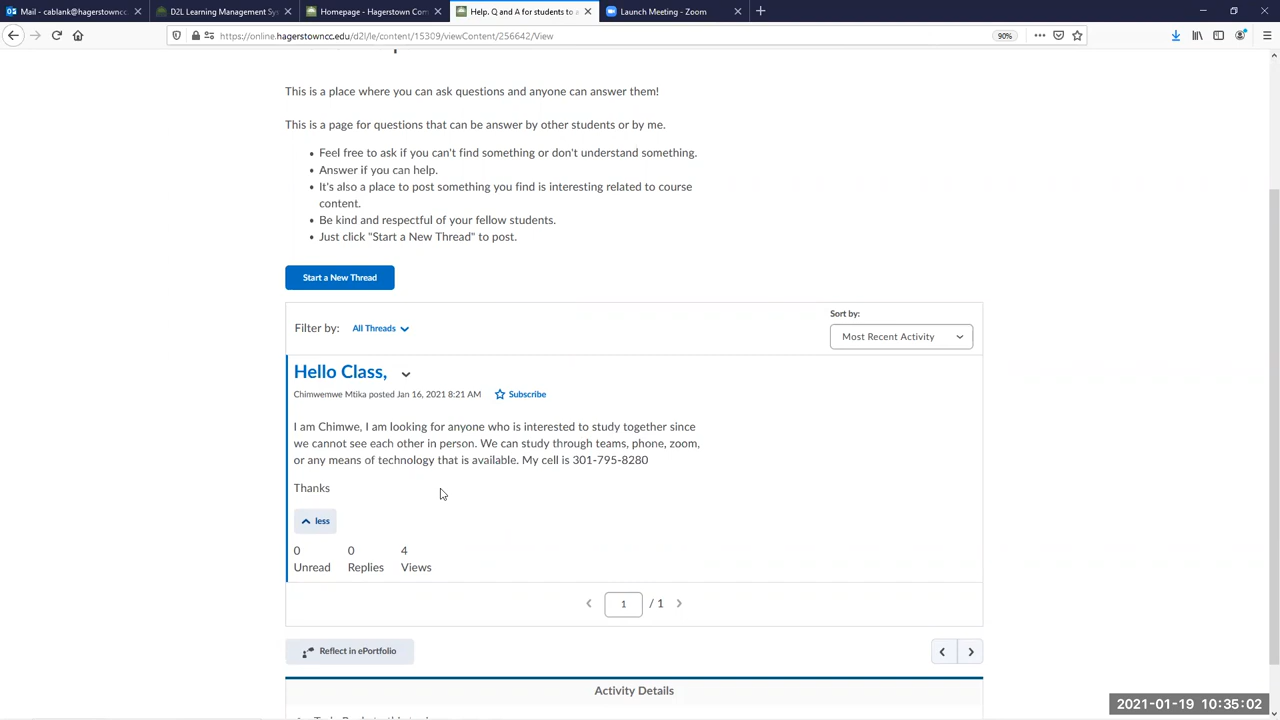 Mail - cablank@hagerstowncc
D2L Learning Management Sys
Homepage - Hagerstown Com
Help. Q and A for students to a
Launch Meeting - Zoom
https://online.hagerstowncc.edu/d2l/le/content/15309/viewContent/256642/View
90%
This is a place where you can ask questions and anyone can answer them!
This is a page for questions that can be answer by other students or by me.
Feel free to ask if you can't find something or don't understand something.
Answer if you can help.
It's also a place to post something you find is interesting related to course
content.
Be kind and respectful of your fellow students.
Just click "Start a New Thread" to post.
Start a New Thread
Filter by: All Threads
Sort by:
Most Recent Activity
Hello Class,
Chimwemwe Mtika posted Jan 16, 2021 8:21 AM Subscribe
I am Chimwe, I am looking for anyone who is interested to study together since
we cannot see each other in person. We can study through teams, phone, zoom,
or any means of technology that is available. My cell is 301-795-8280
Thanks
less
0 0 4
Unread Replies Views
1 / 1
Reflect in ePortfolio
Activity Details
2021-01-19 10:35:02